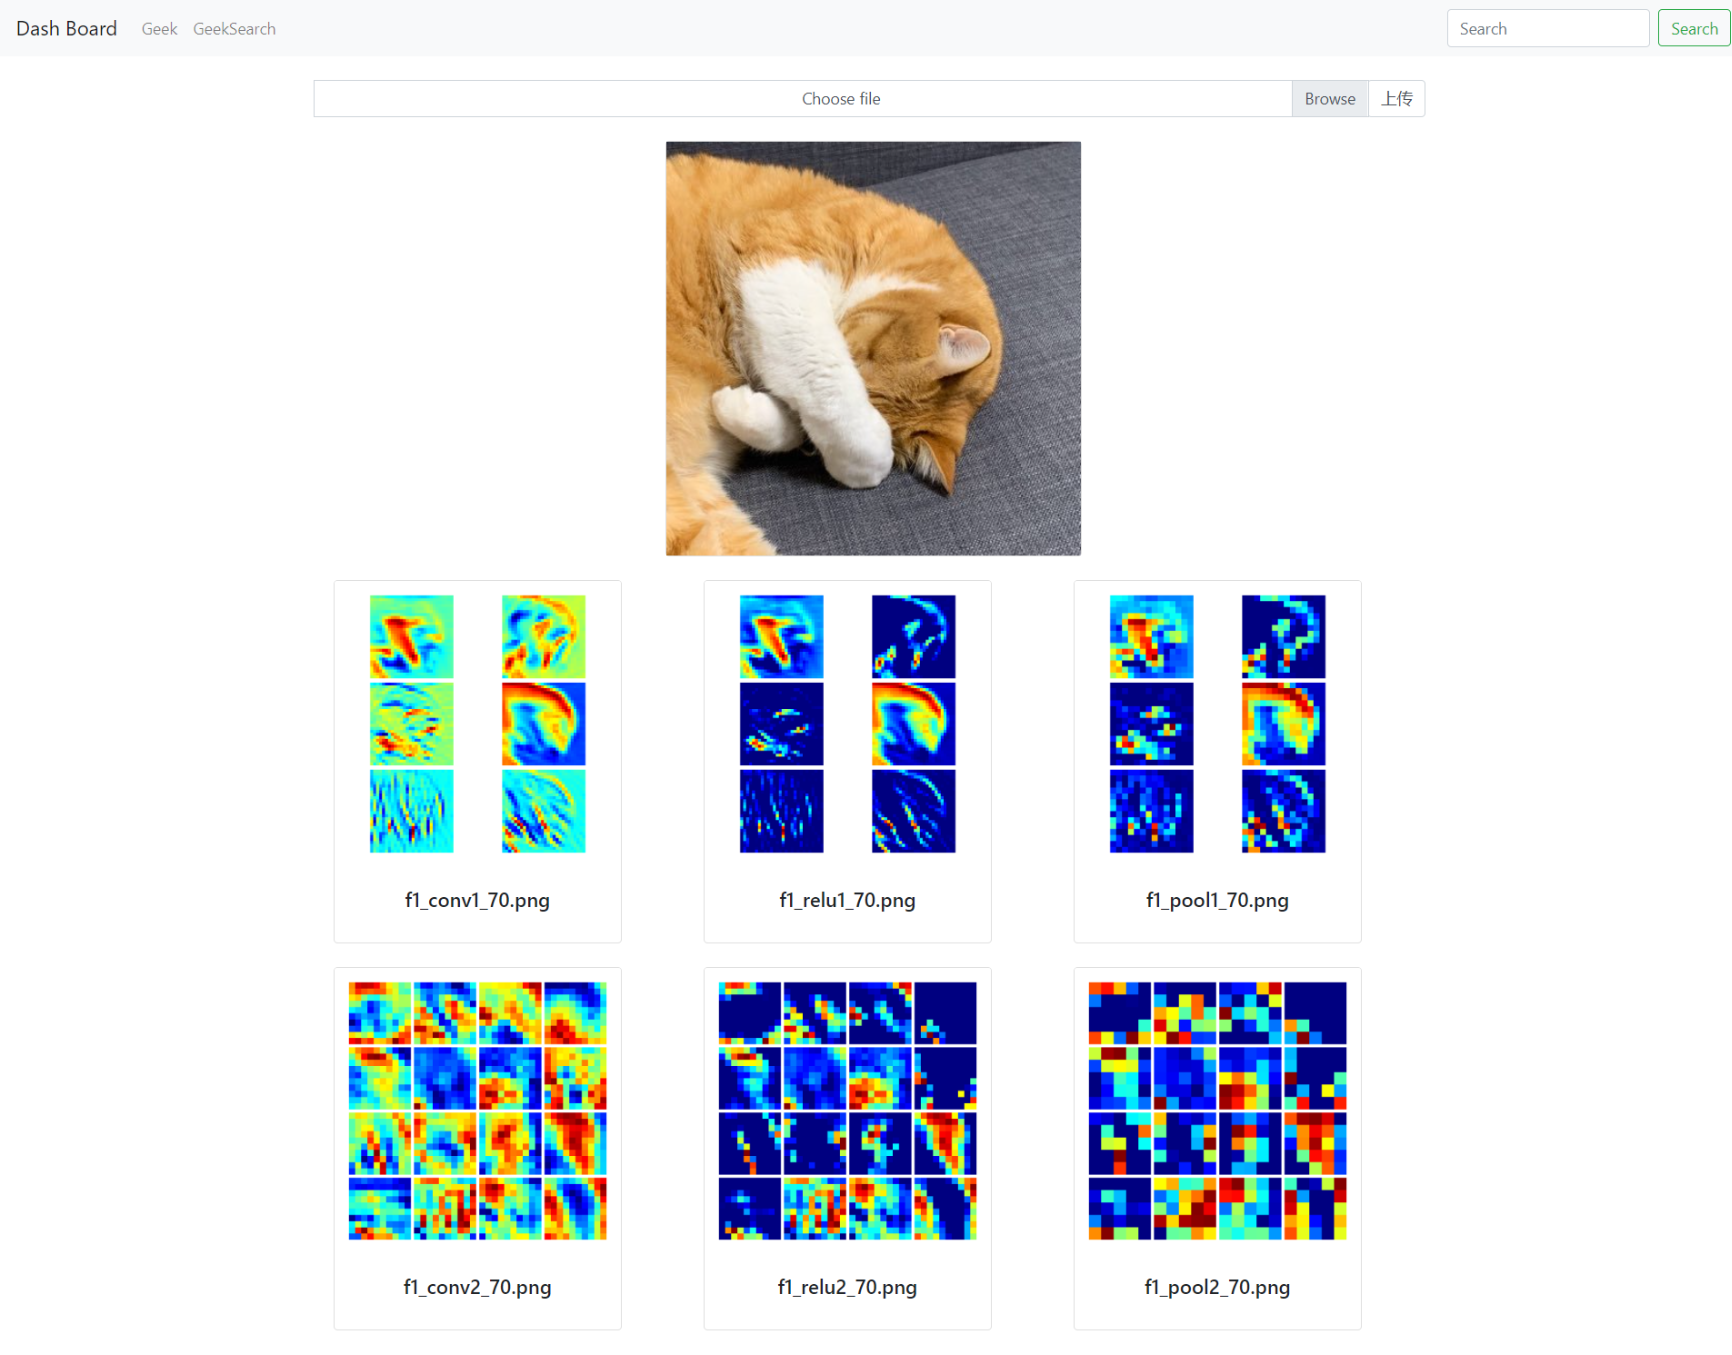 Dash Board Geek GeekSearch Search Search
Choose file Browse 上传
f1_conv1_70.png f1_relu1_70.png f1_pool1_70.png
f1_conv2_70.png f1_relu2_70.png f1_pool2_70.png